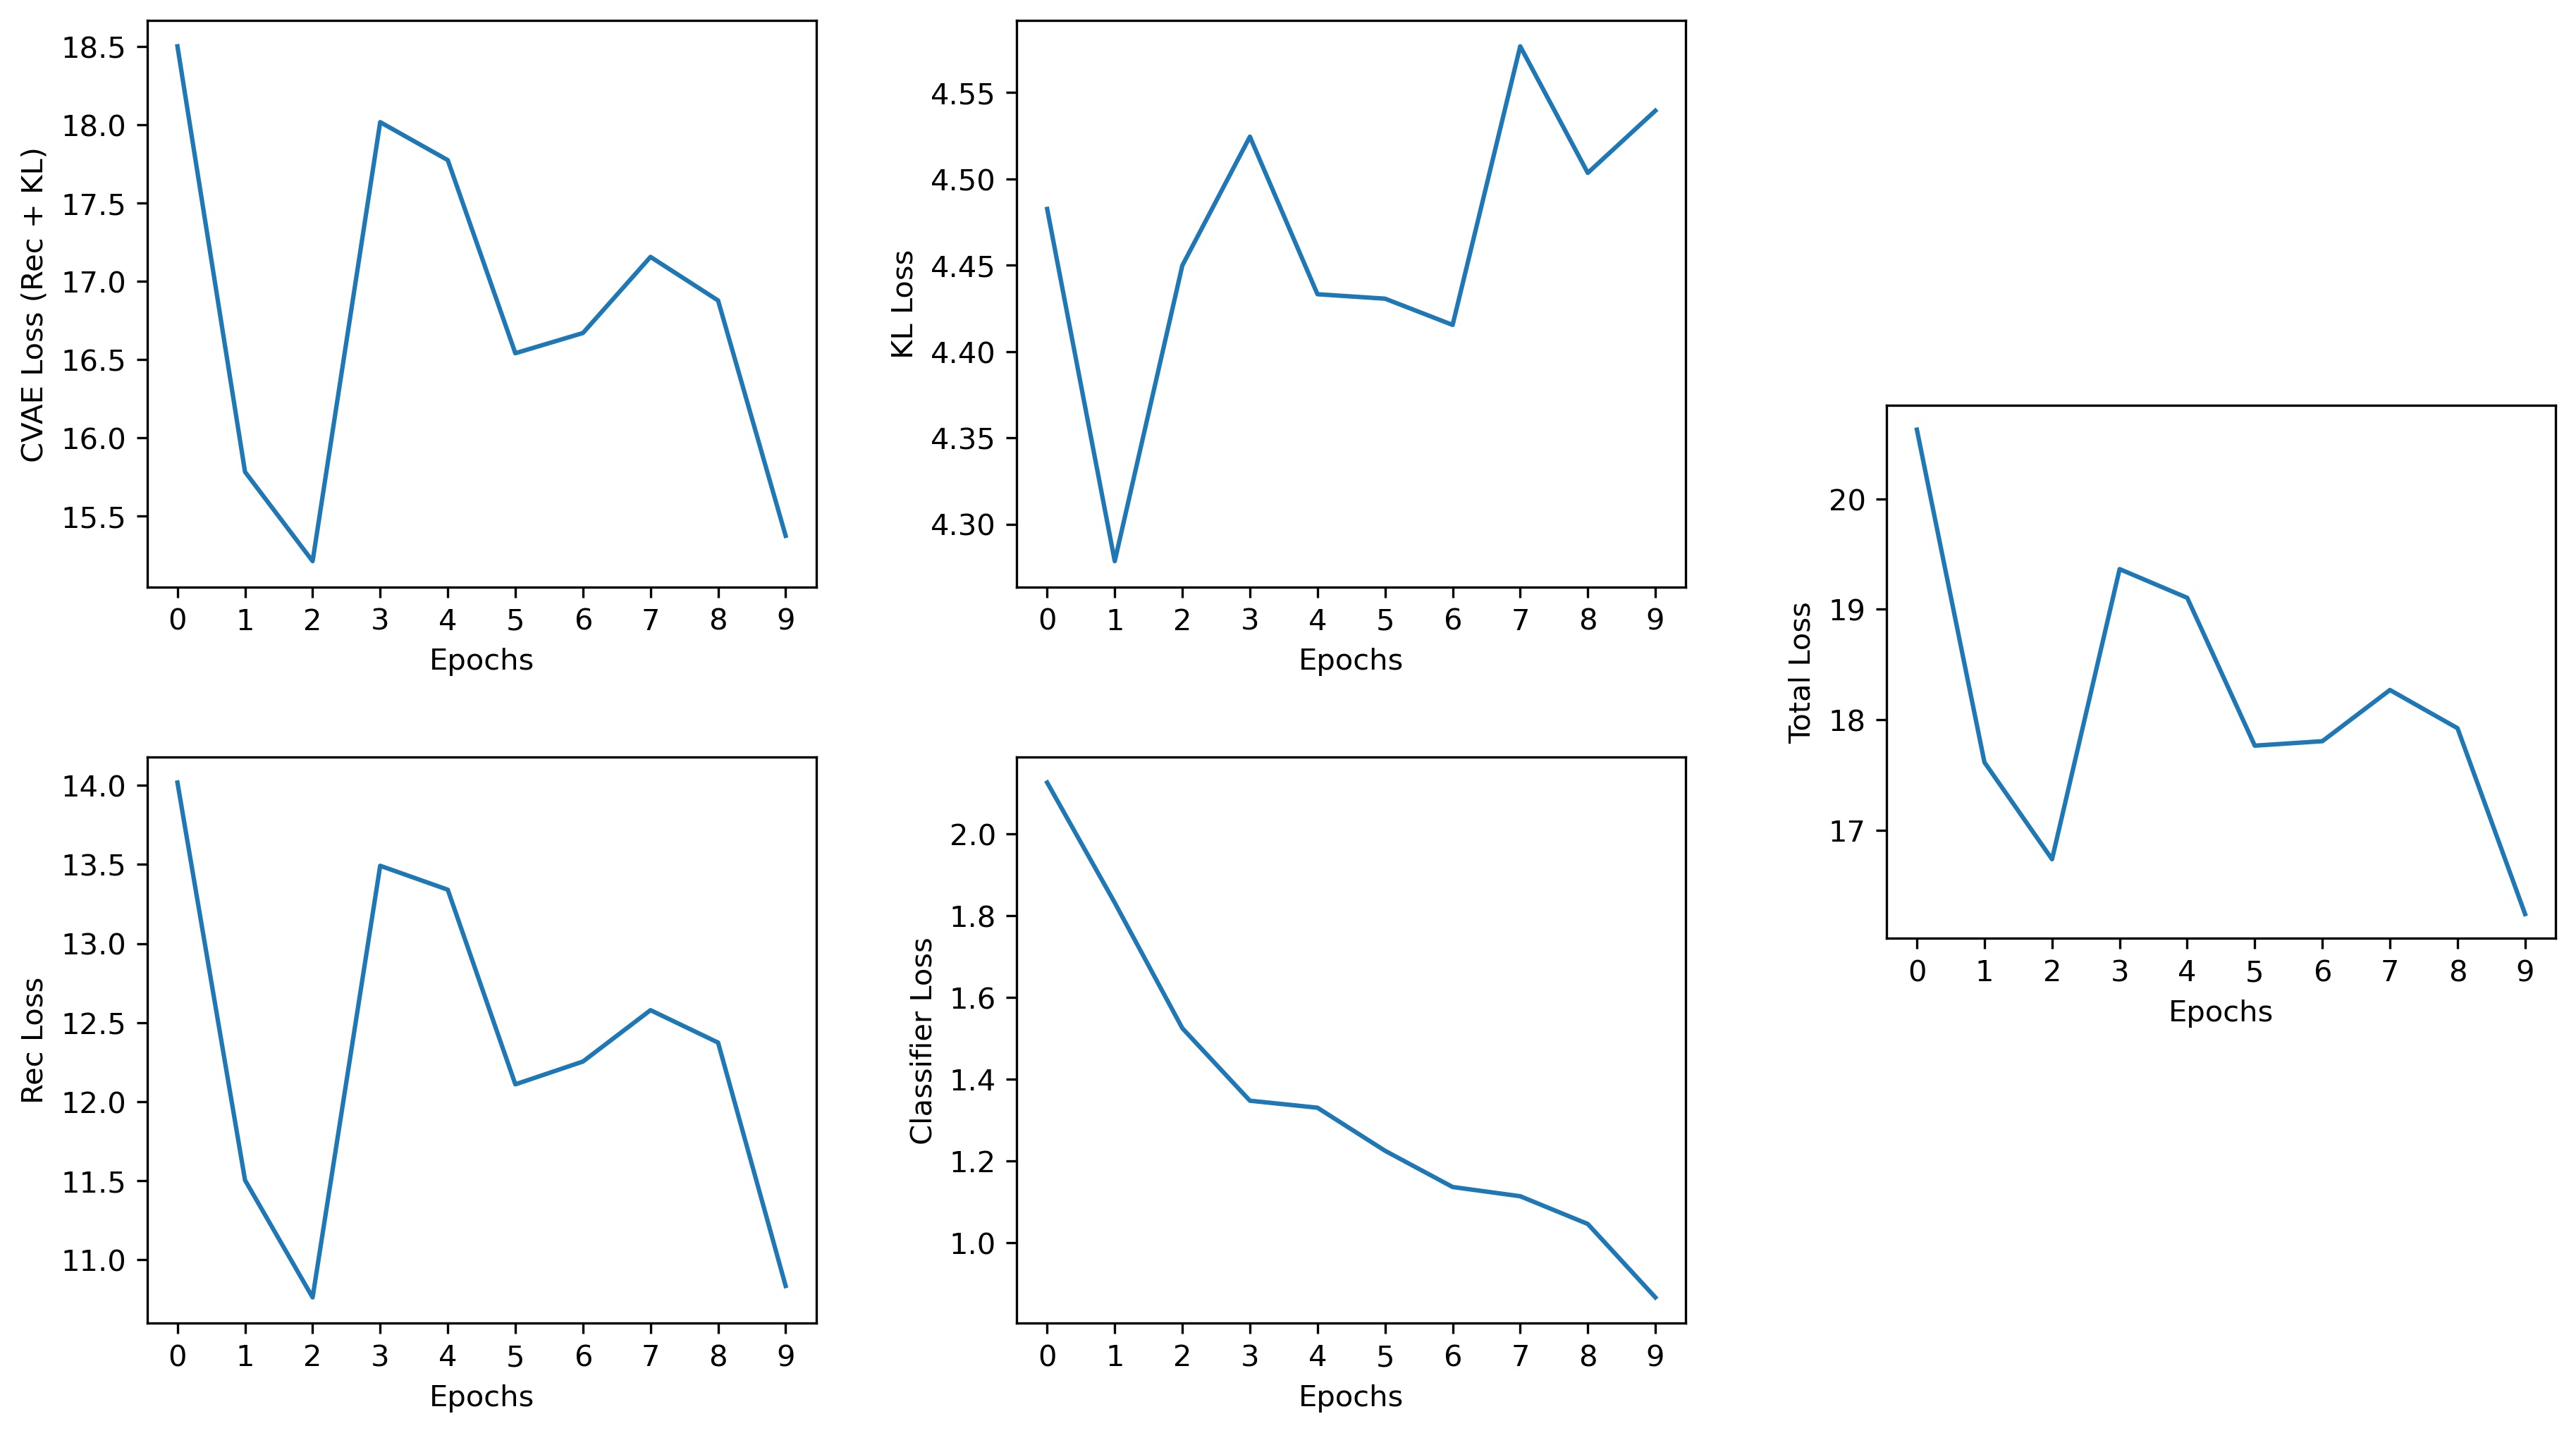 CVAE Loss (Rec + KL)
18.5
18.0
17.5
17.0
16.5
16.0
15.5
0 1 2 3 4 5 6 7 8 9
Epochs
KL Loss
4.55
4.50
4.45
4.40
4.35
4.30
0 1 2 3 4 5 6 7 8 9
Epochs
Rec Loss
14.0
13.5
13.0
12.5
12.0
11.5
11.0
0 1 2 3 4 5 6 7 8 9
Epochs
Classifier Loss
2.0
1.8
1.6
1.4
1.2
1.0
0 1 2 3 4 5 6 7 8 9
Epochs
Total Loss
20
19
18
17
0 1 2 3 4 5 6 7 8 9
Epochs